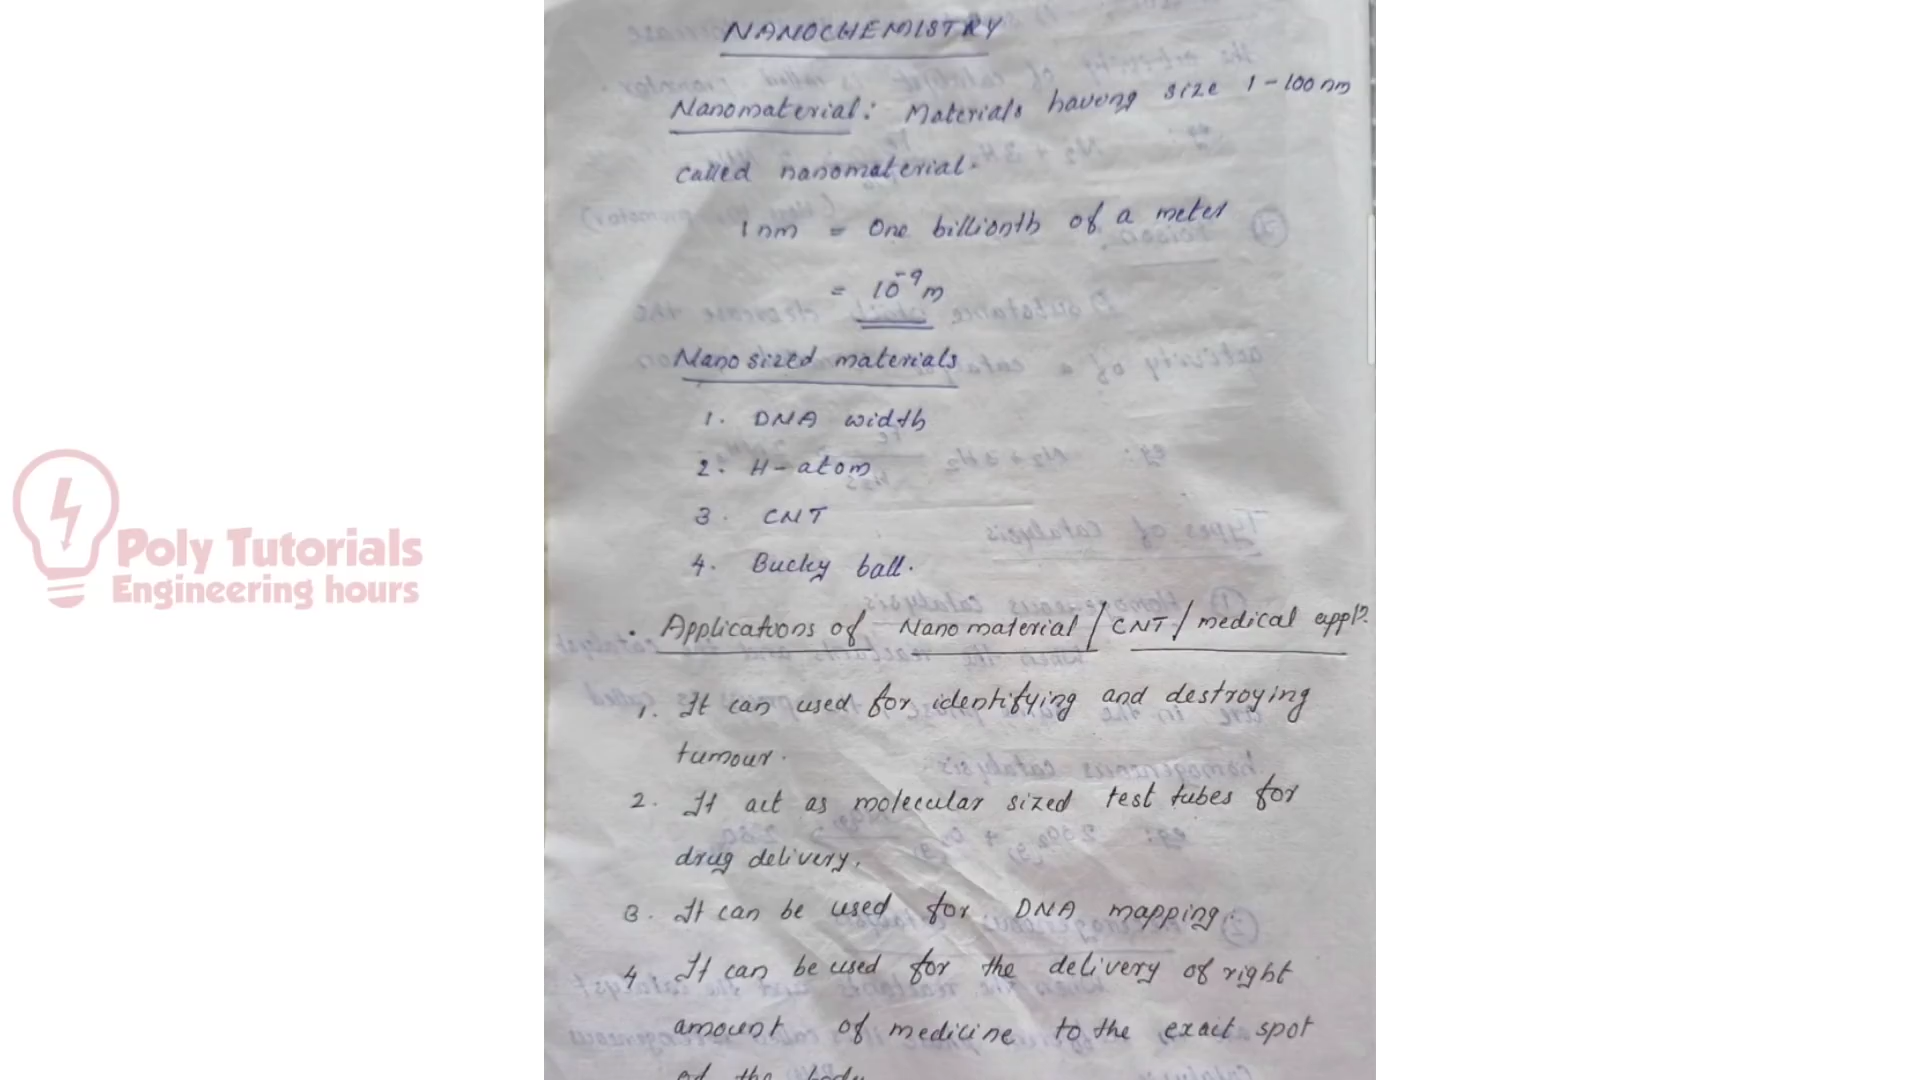 NANOCHEMISTRY
Nanomaterial: Materials having size 1-100 nm
called nanomaterial.
1 nm = One billionth of a meter
= 10⁻⁹ m
Nano sized materials
1. DNA width
2. H-atom
3. CNT
4. Bucky ball.
Applications of Nano material / CNT / medical appl?
1. It can used for identifying and destroying
tumour.
2. It act as molecular sized test tubes for
drug delivery.
3. It can be used for DNA mapping.
4 It can be used for the delivery of right
amount of medicine to the exact spot
of the body
Poly Tutorials
Engineering hours